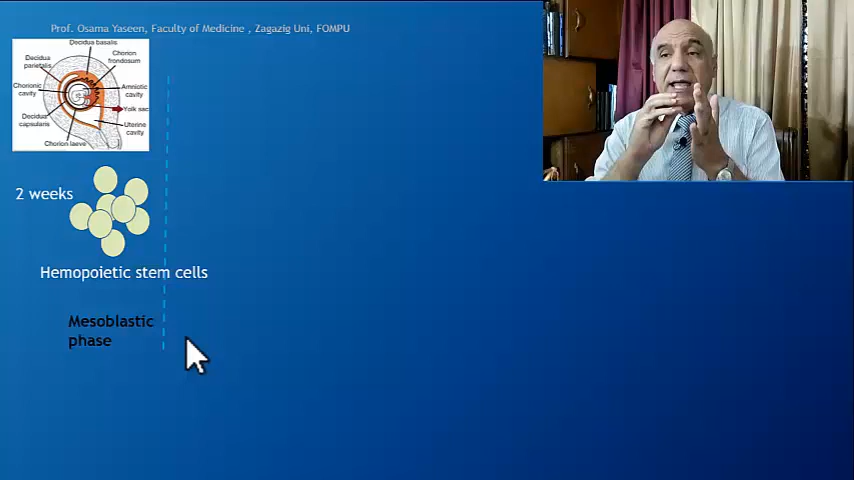 Prof. Osama Yaseen, Faculty of Medicine , Zagazig Uni, FOMPU
Decidua basalis
Decidua
parietalis
Chorion
frondosum
Chorionic
cavity
Amniotic
cavity
Yolk sac
Decidua
capsularis
Uterine
cavity
Chorion laeve
2 weeks
Hemopoietic stem cells
Mesoblastic
phase